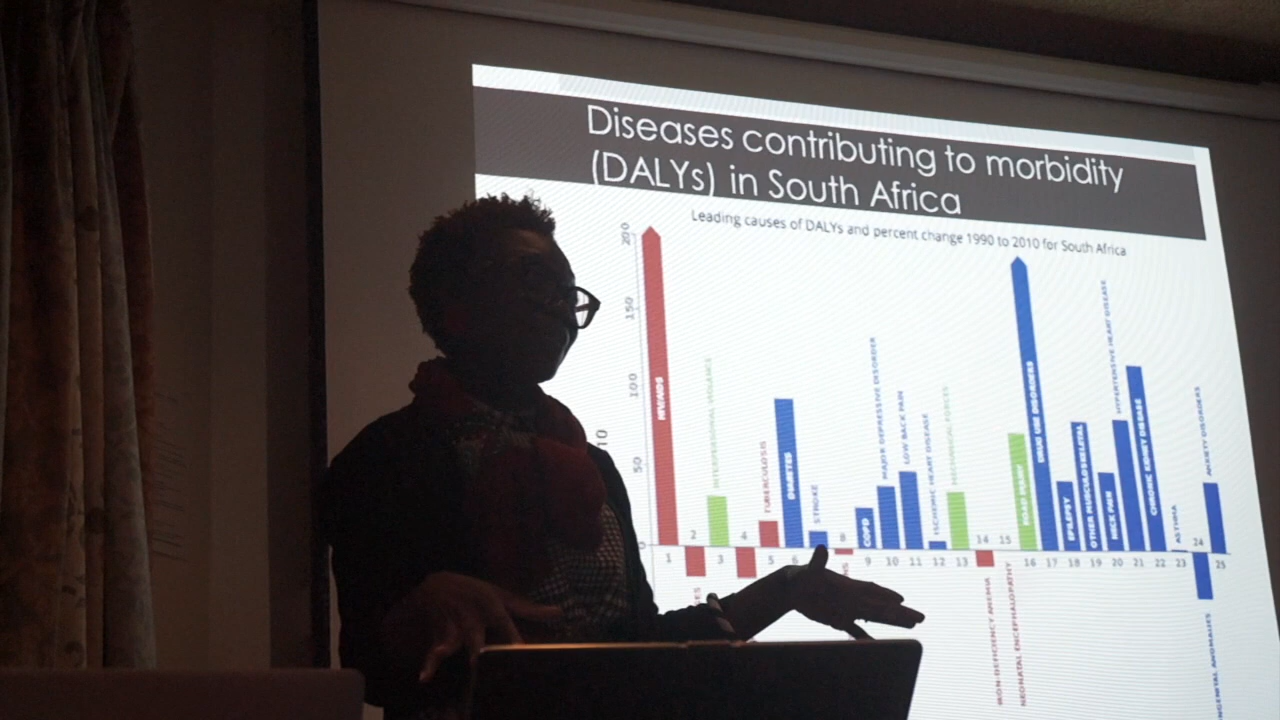 Diseases contributing to morbidity
(DALYs) in South Africa
Leading causes of DALYs and percent change 1990 to 2010 for South Africa
200
150
100
50
0
10
HIV/AIDS
INTERPERSONAL VIOLENCE
TUBERCULOSIS
DIABETES
STROKE
COPD
MAJOR DEPRESSIVE DISORDER
LOW BACK PAIN
ISCHEMIC HEART DISEASE
MECHANICAL FORCES
ROAD INJURY
DRUG USE DISORDERS
EPILEPSY
OTHER MUSCULOSKELETAL
NECK PAIN
HYPERTENSIVE HEART DISEASE
CHRONIC KIDNEY DISEASE
ASTHMA
ANXIETY DISORDERS
1 2 3 4 5 6 8 9 10 11 12 13 14 15 16 17 18 19 20 21 22 23 24 25
ES
S
IRON-DEFICIENCY ANEMIA
NEONATAL ENCEPHALOPATHY
NGENITAL ANOMALIES